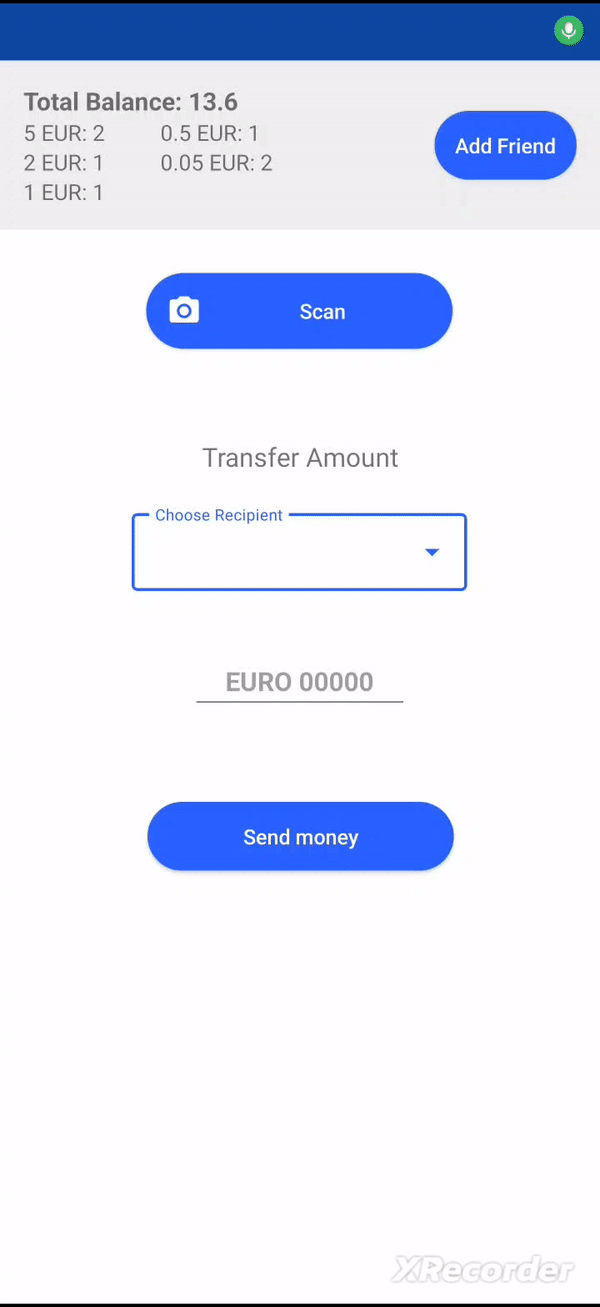 Total Balance: 13.6
5 EUR: 2
0.5 EUR: 1
2 EUR: 1
0.05 EUR: 2
1 EUR: 1
Add Friend
Scan
Transfer Amount
Choose Recipient
EURO 00000
Send money
XRecorder